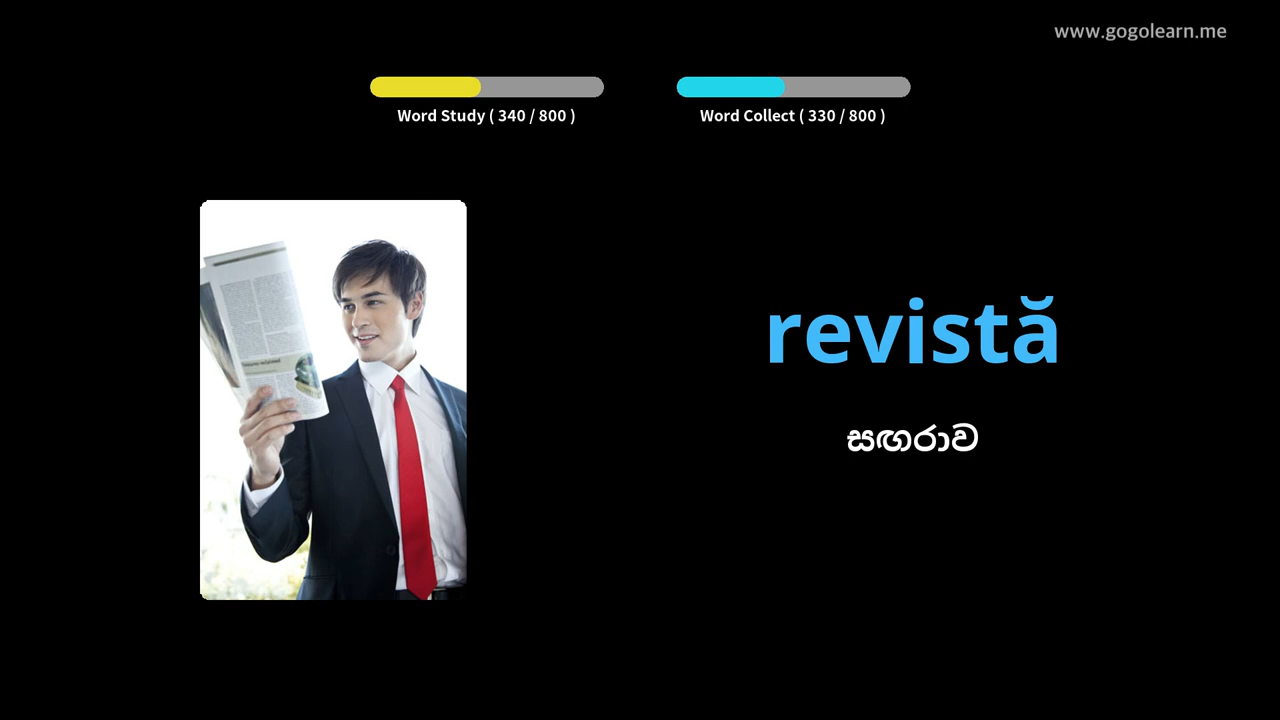 www.gogolearn.me
Word Study ( 340 / 800 )
Word Collect ( 330 / 800 )
revistă
සඟරාව